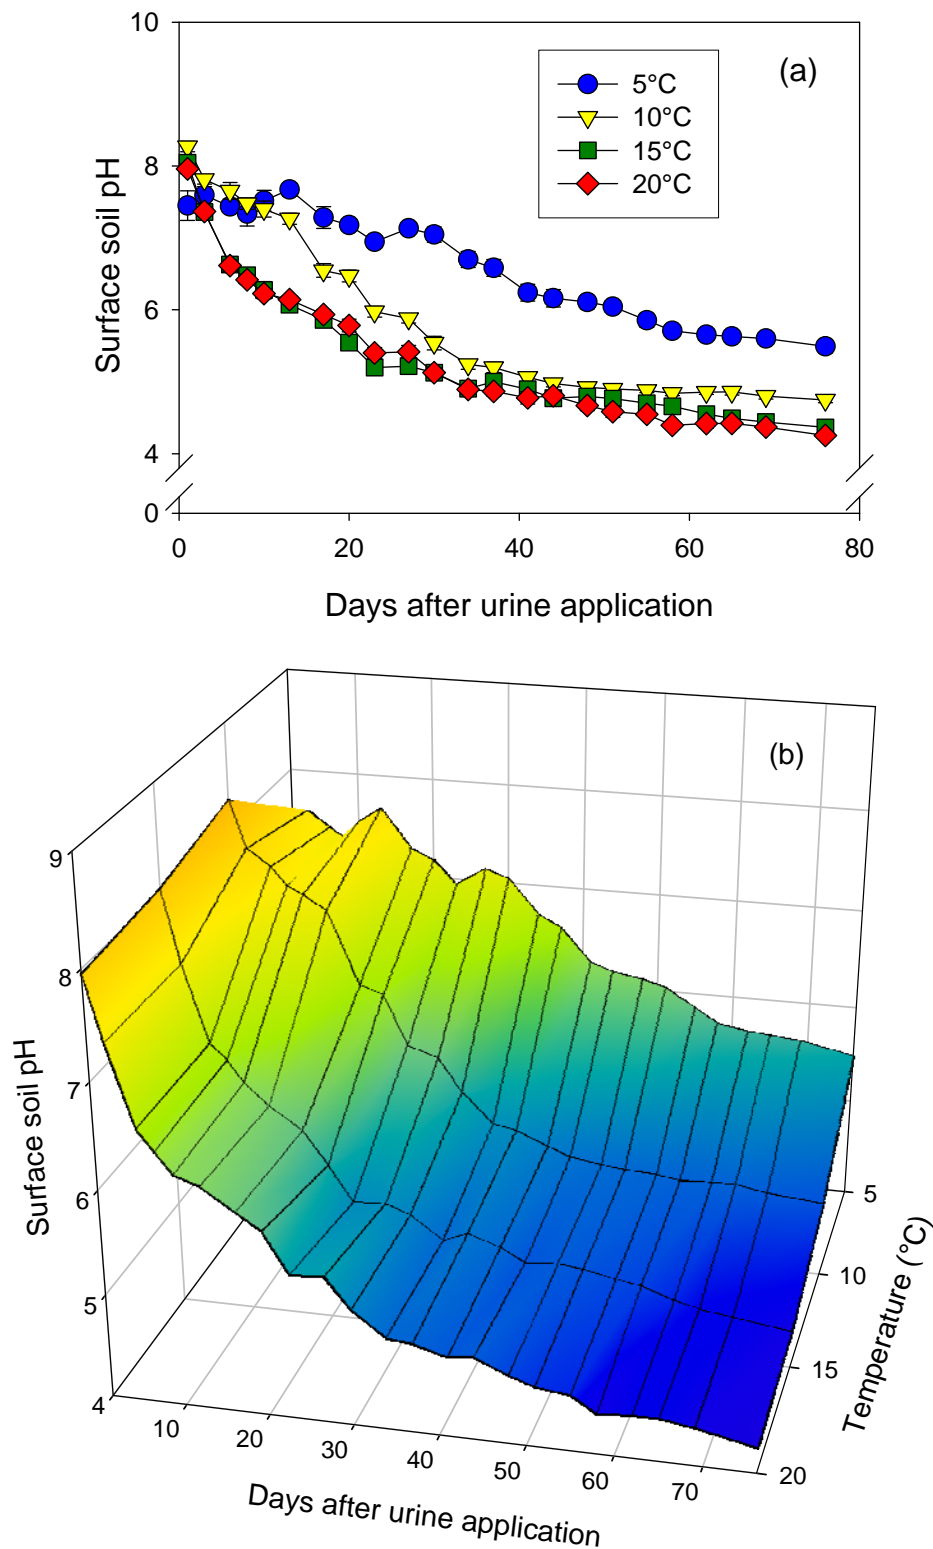 10
(a)
5°C
10°C
15°C
20°C
8
6
4
0
Surface soil pH
0 20 40 60 80
Days after urine application
(b)
9
8
7
6
5
4
Surface soil pH
10 20 30 40 50 60 70
Days after urine application
5
10
15
20
Temperature (°C)